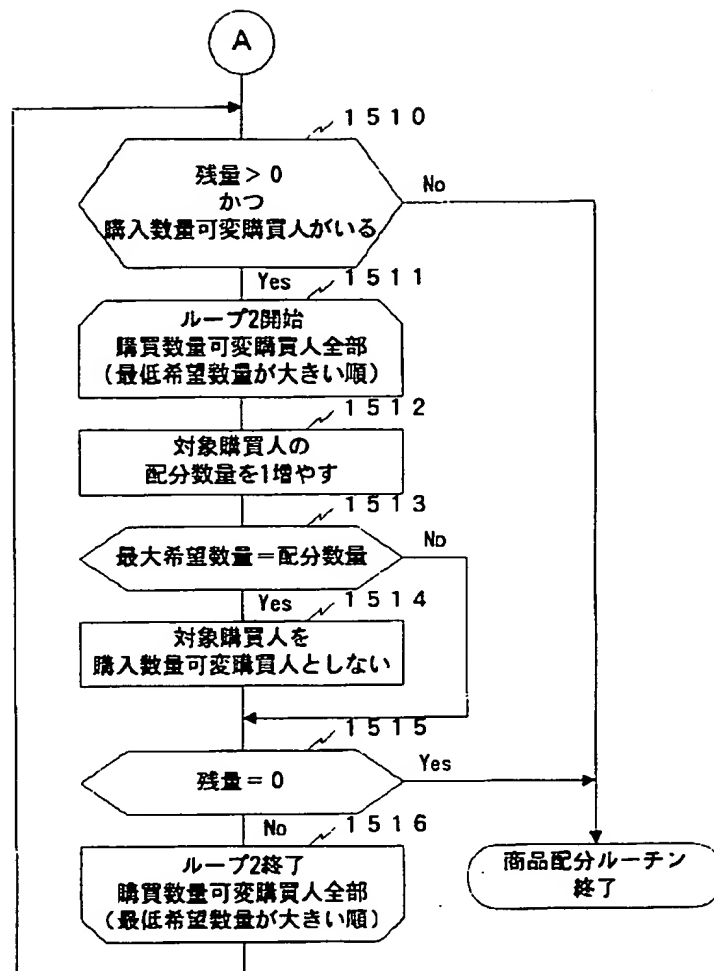 A
1510
残量>0
かつ
購入数量可変購買人がいる
No
Yes
1511
ループ2開始
購買数量可変購買人全部
(最低希望数量が大きい順)
1512
対象購買人の
配分数量を1増やす
1513
最大希望数量=配分数量
No
Yes
1514
対象購買人を
購入数量可変購買人としない
1515
残量=0
Yes
No
1516
ループ2終了
購買数量可変購買人全部
(最低希望数量が大きい順)
商品配分ルーチン
終了